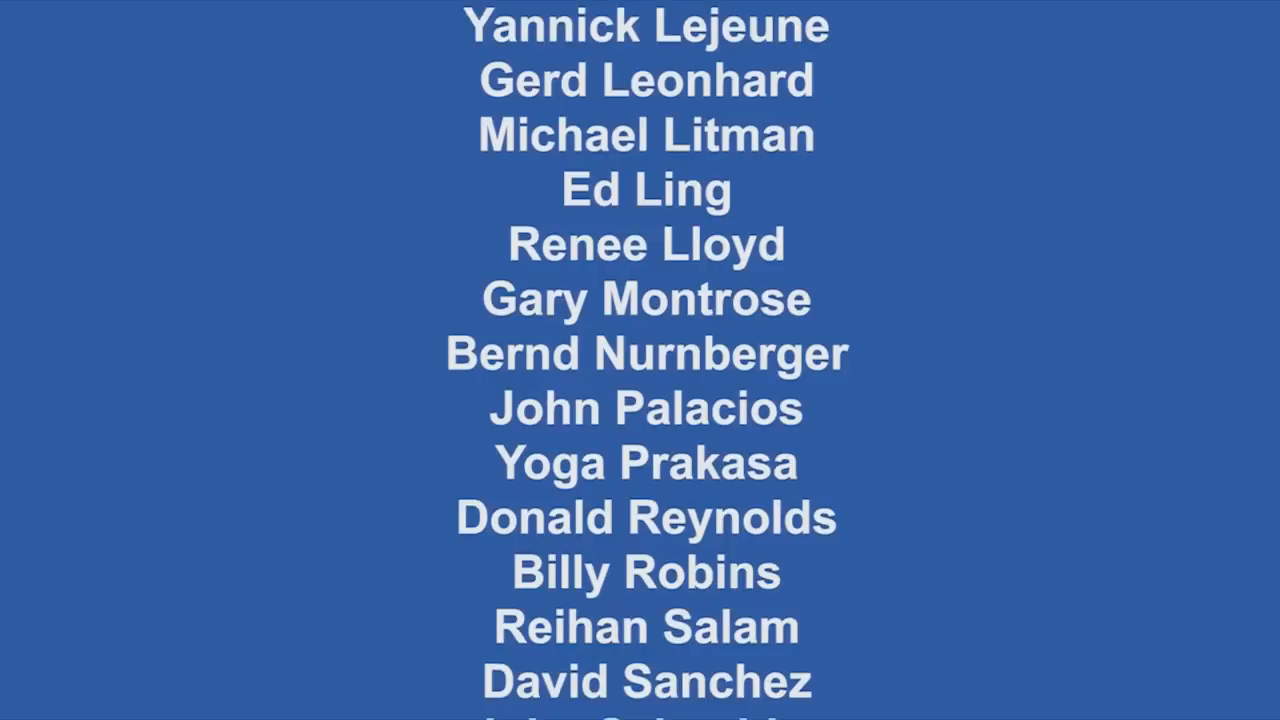 Yannick Lejeune
Gerd Leonhard
Michael Litman
Ed Ling
Renee Lloyd
Gary Montrose
Bernd Nurnberger
John Palacios
Yoga Prakasa
Donald Reynolds
Billy Robins
Reihan Salam
David Sanchez